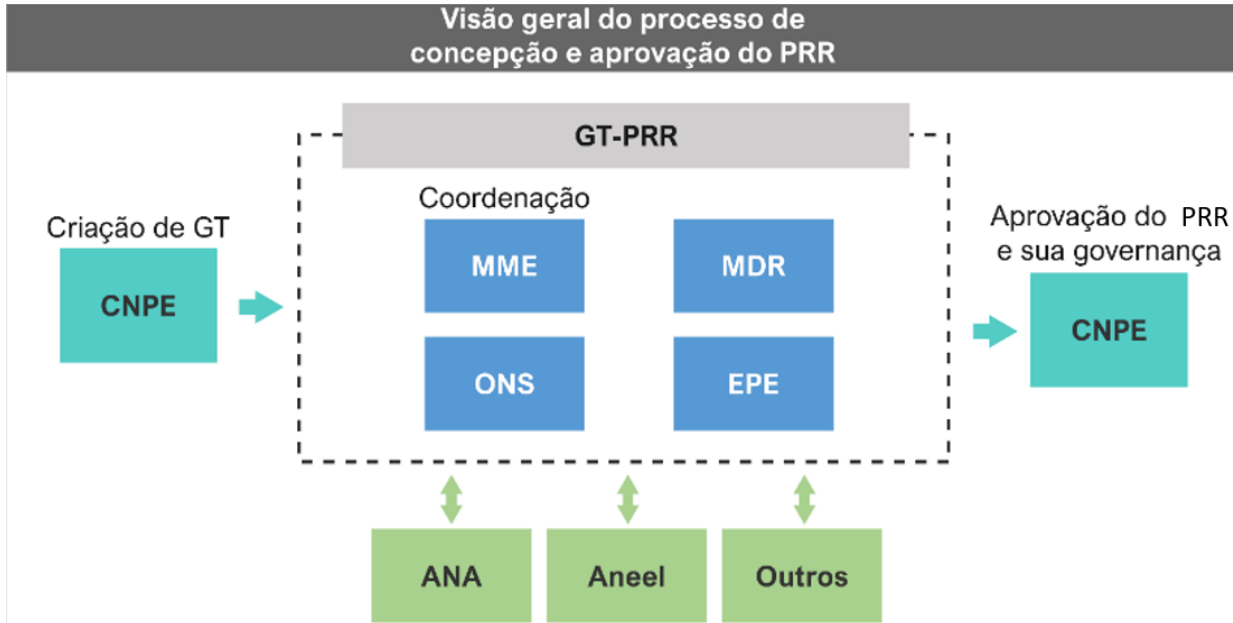 Visão geral do processo de
concepção e aprovação do PRR
GT-PRR
Criação de GT
CNPE
Coordenação
MME
MDR
ONS
EPE
Aprovação do PRR
e sua governança
CNPE
ANA
Aneel
Outros